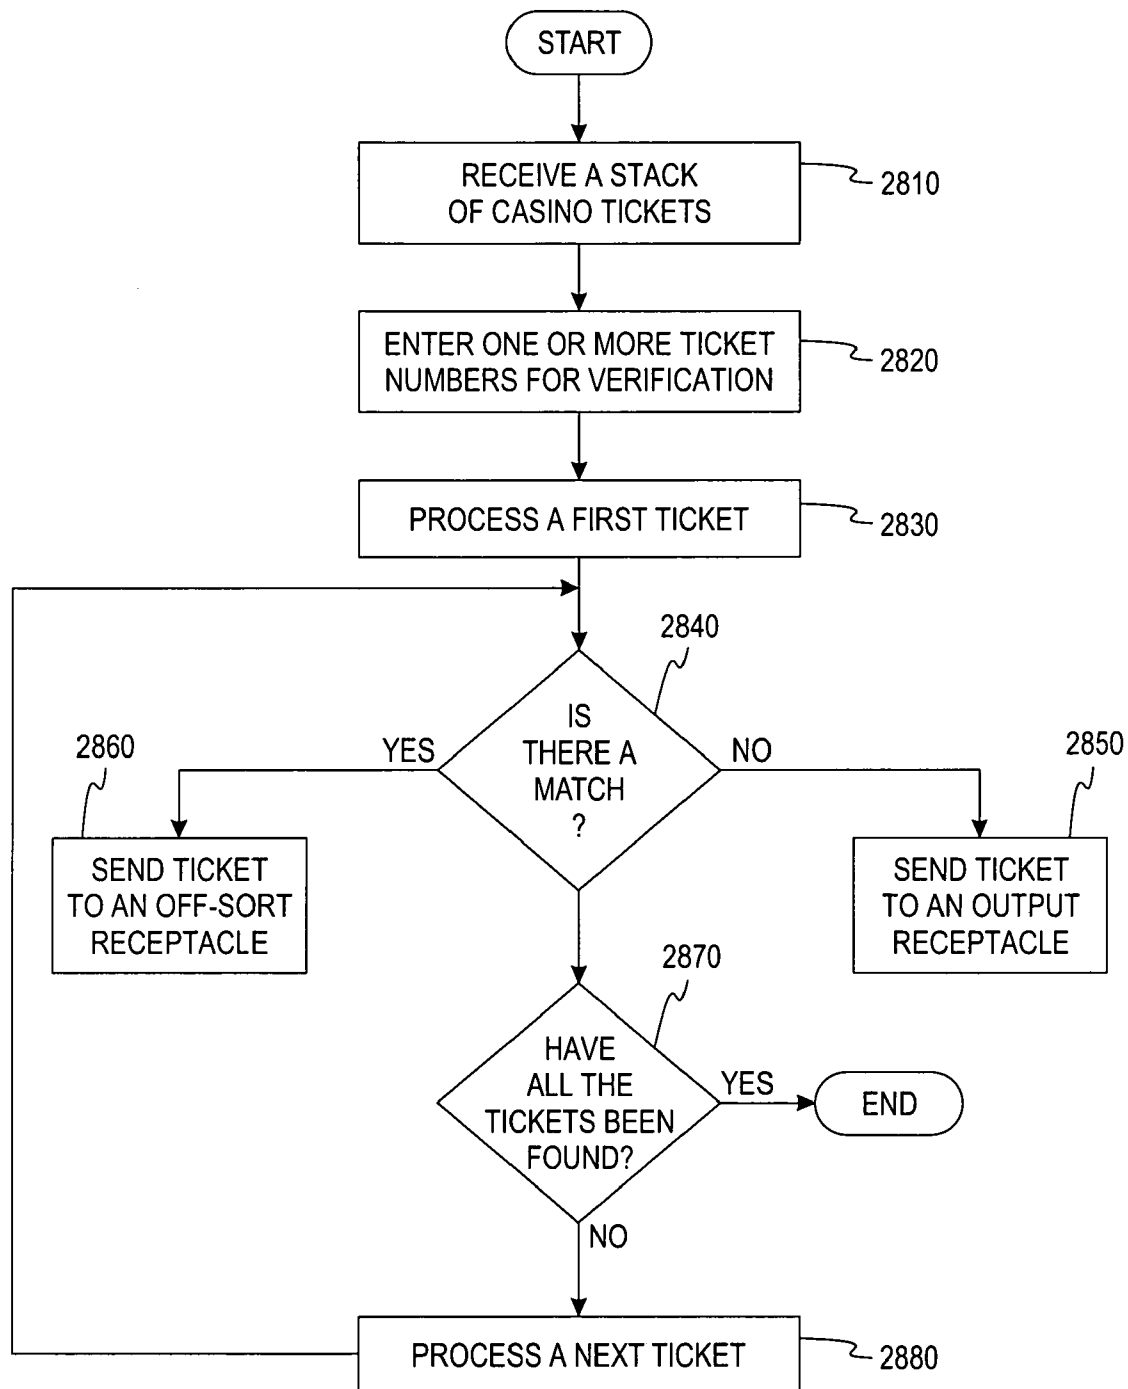 START
RECEIVE A STACK
OF CASINO TICKETS
2810
ENTER ONE OR MORE TICKET
NUMBERS FOR VERIFICATION
2820
PROCESS A FIRST TICKET
2830
2840
IS
THERE A
MATCH
?
YES
NO
2860
SEND TICKET
TO AN OFF-SORT
RECEPTACLE
2850
SEND TICKET
TO AN OUTPUT
RECEPTACLE
2870
HAVE
ALL THE
TICKETS BEEN
FOUND?
YES
END
NO
PROCESS A NEXT TICKET
2880